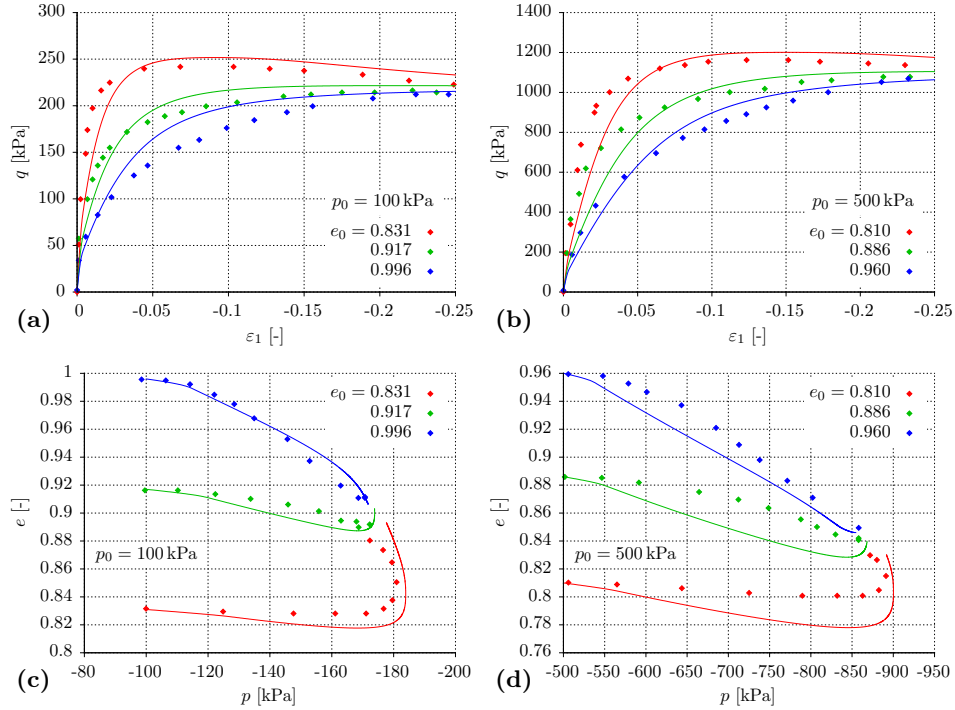 300
250
200
150
100
50
0
q [kPa]
0 -0.05 -0.1 -0.15 -0.2 -0.25
ε₁ [-]
p₀ = 100 kPa
e₀ = 0.831
0.917
0.996
(a)
1400
1200
1000
800
600
400
200
0
q [kPa]
0 -0.05 -0.1 -0.15 -0.2 -0.25
ε₁ [-]
p₀ = 500 kPa
e₀ = 0.810
0.886
0.960
(b)
1
0.98
0.96
0.94
0.92
0.9
0.88
0.86
0.84
0.82
0.8
e [-]
-80 -100 -120 -140 -160 -180 -200
p [kPa]
e₀ = 0.831
0.917
0.996
p₀ = 100 kPa
(c)
0.96
0.94
0.92
0.9
0.88
0.86
0.84
0.82
0.8
0.78
0.76
e [-]
-500 -550 -600 -650 -700 -750 -800 -850 -900 -950
p [kPa]
e₀ = 0.810
0.886
0.960
p₀ = 500 kPa
(d)